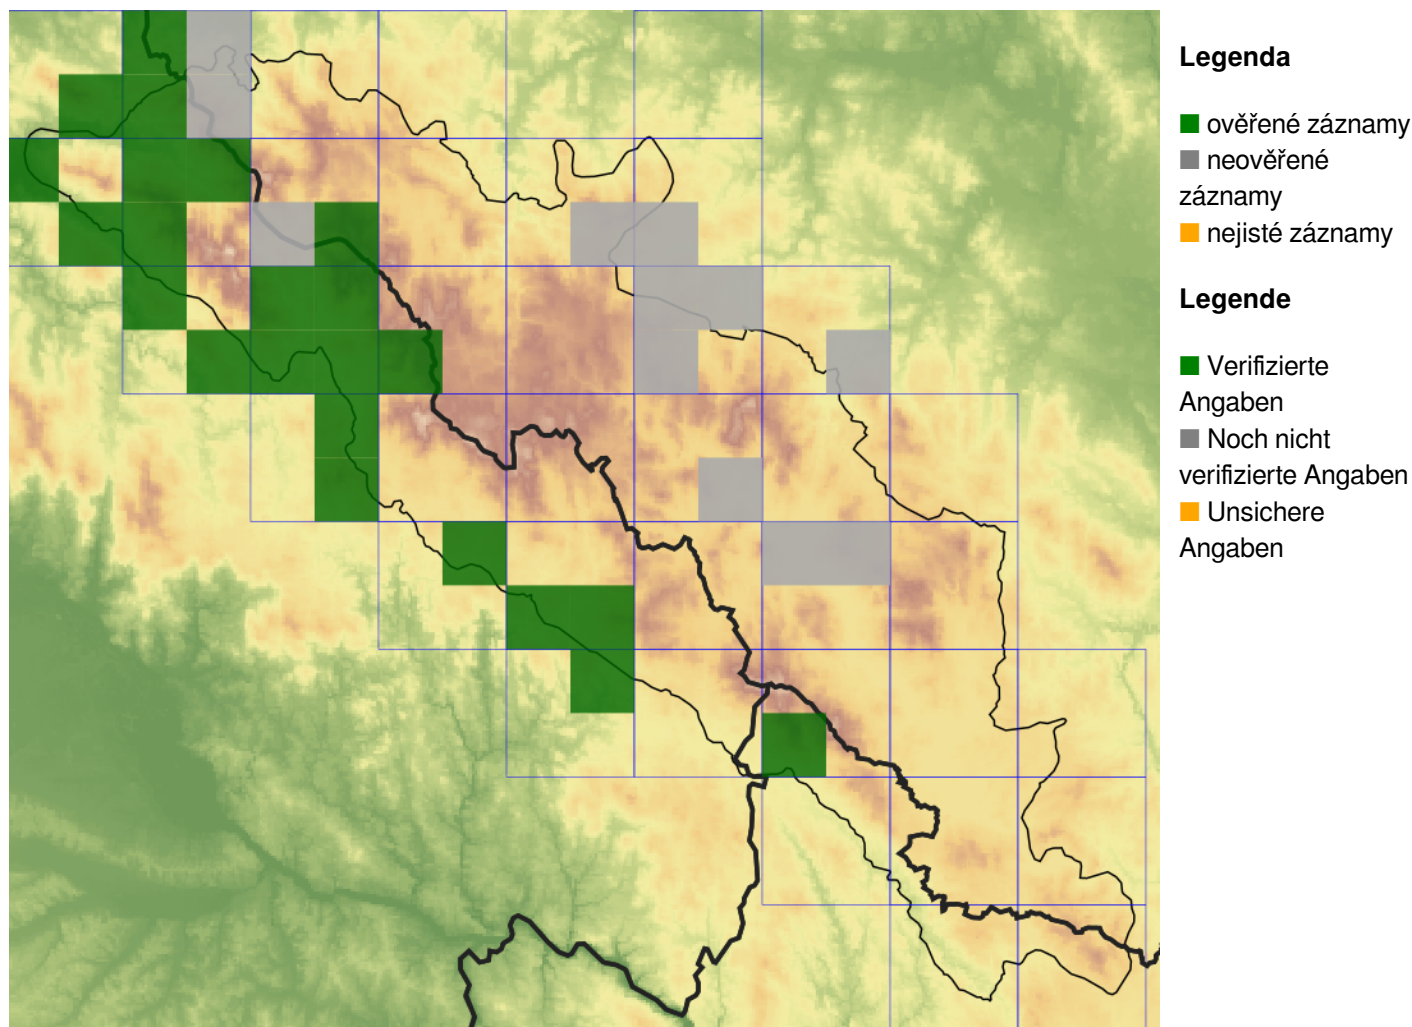 Legenda
ověřené záznamy
neověřené
záznamy
nejisté záznamy
Legende
Verifizierte
Angaben
Noch nicht
verifizierte Angaben
Unsichere
Angaben